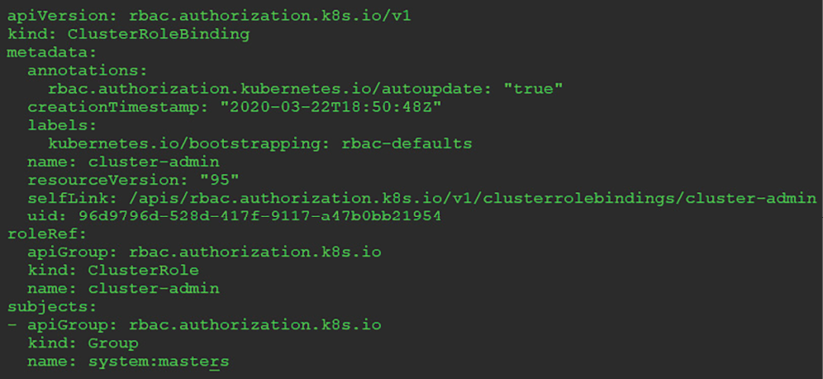 apiVersion: rbac.authorization.k8s.io/v1
kind: ClusterRoleBinding
metadata:
  annotations:
    rbac.authorization.kubernetes.io/autoupdate: "true"
  creationTimestamp: "2020-03-22T18:50:48Z"
  labels:
    kubernetes.io/bootstrapping: rbac-defaults
  name: cluster-admin
  resourceVersion: "95"
  selfLink: /apis/rbac.authorization.k8s.io/v1/clusterrolebindings/cluster-admin
  uid: 96d9796d-528d-417f-9117-a47b0bb21954
roleRef:
  apiGroup: rbac.authorization.k8s.io
  kind: ClusterRole
  name: cluster-admin
subjects:
- apiGroup: rbac.authorization.k8s.io
  kind: Group
  name: system:masters